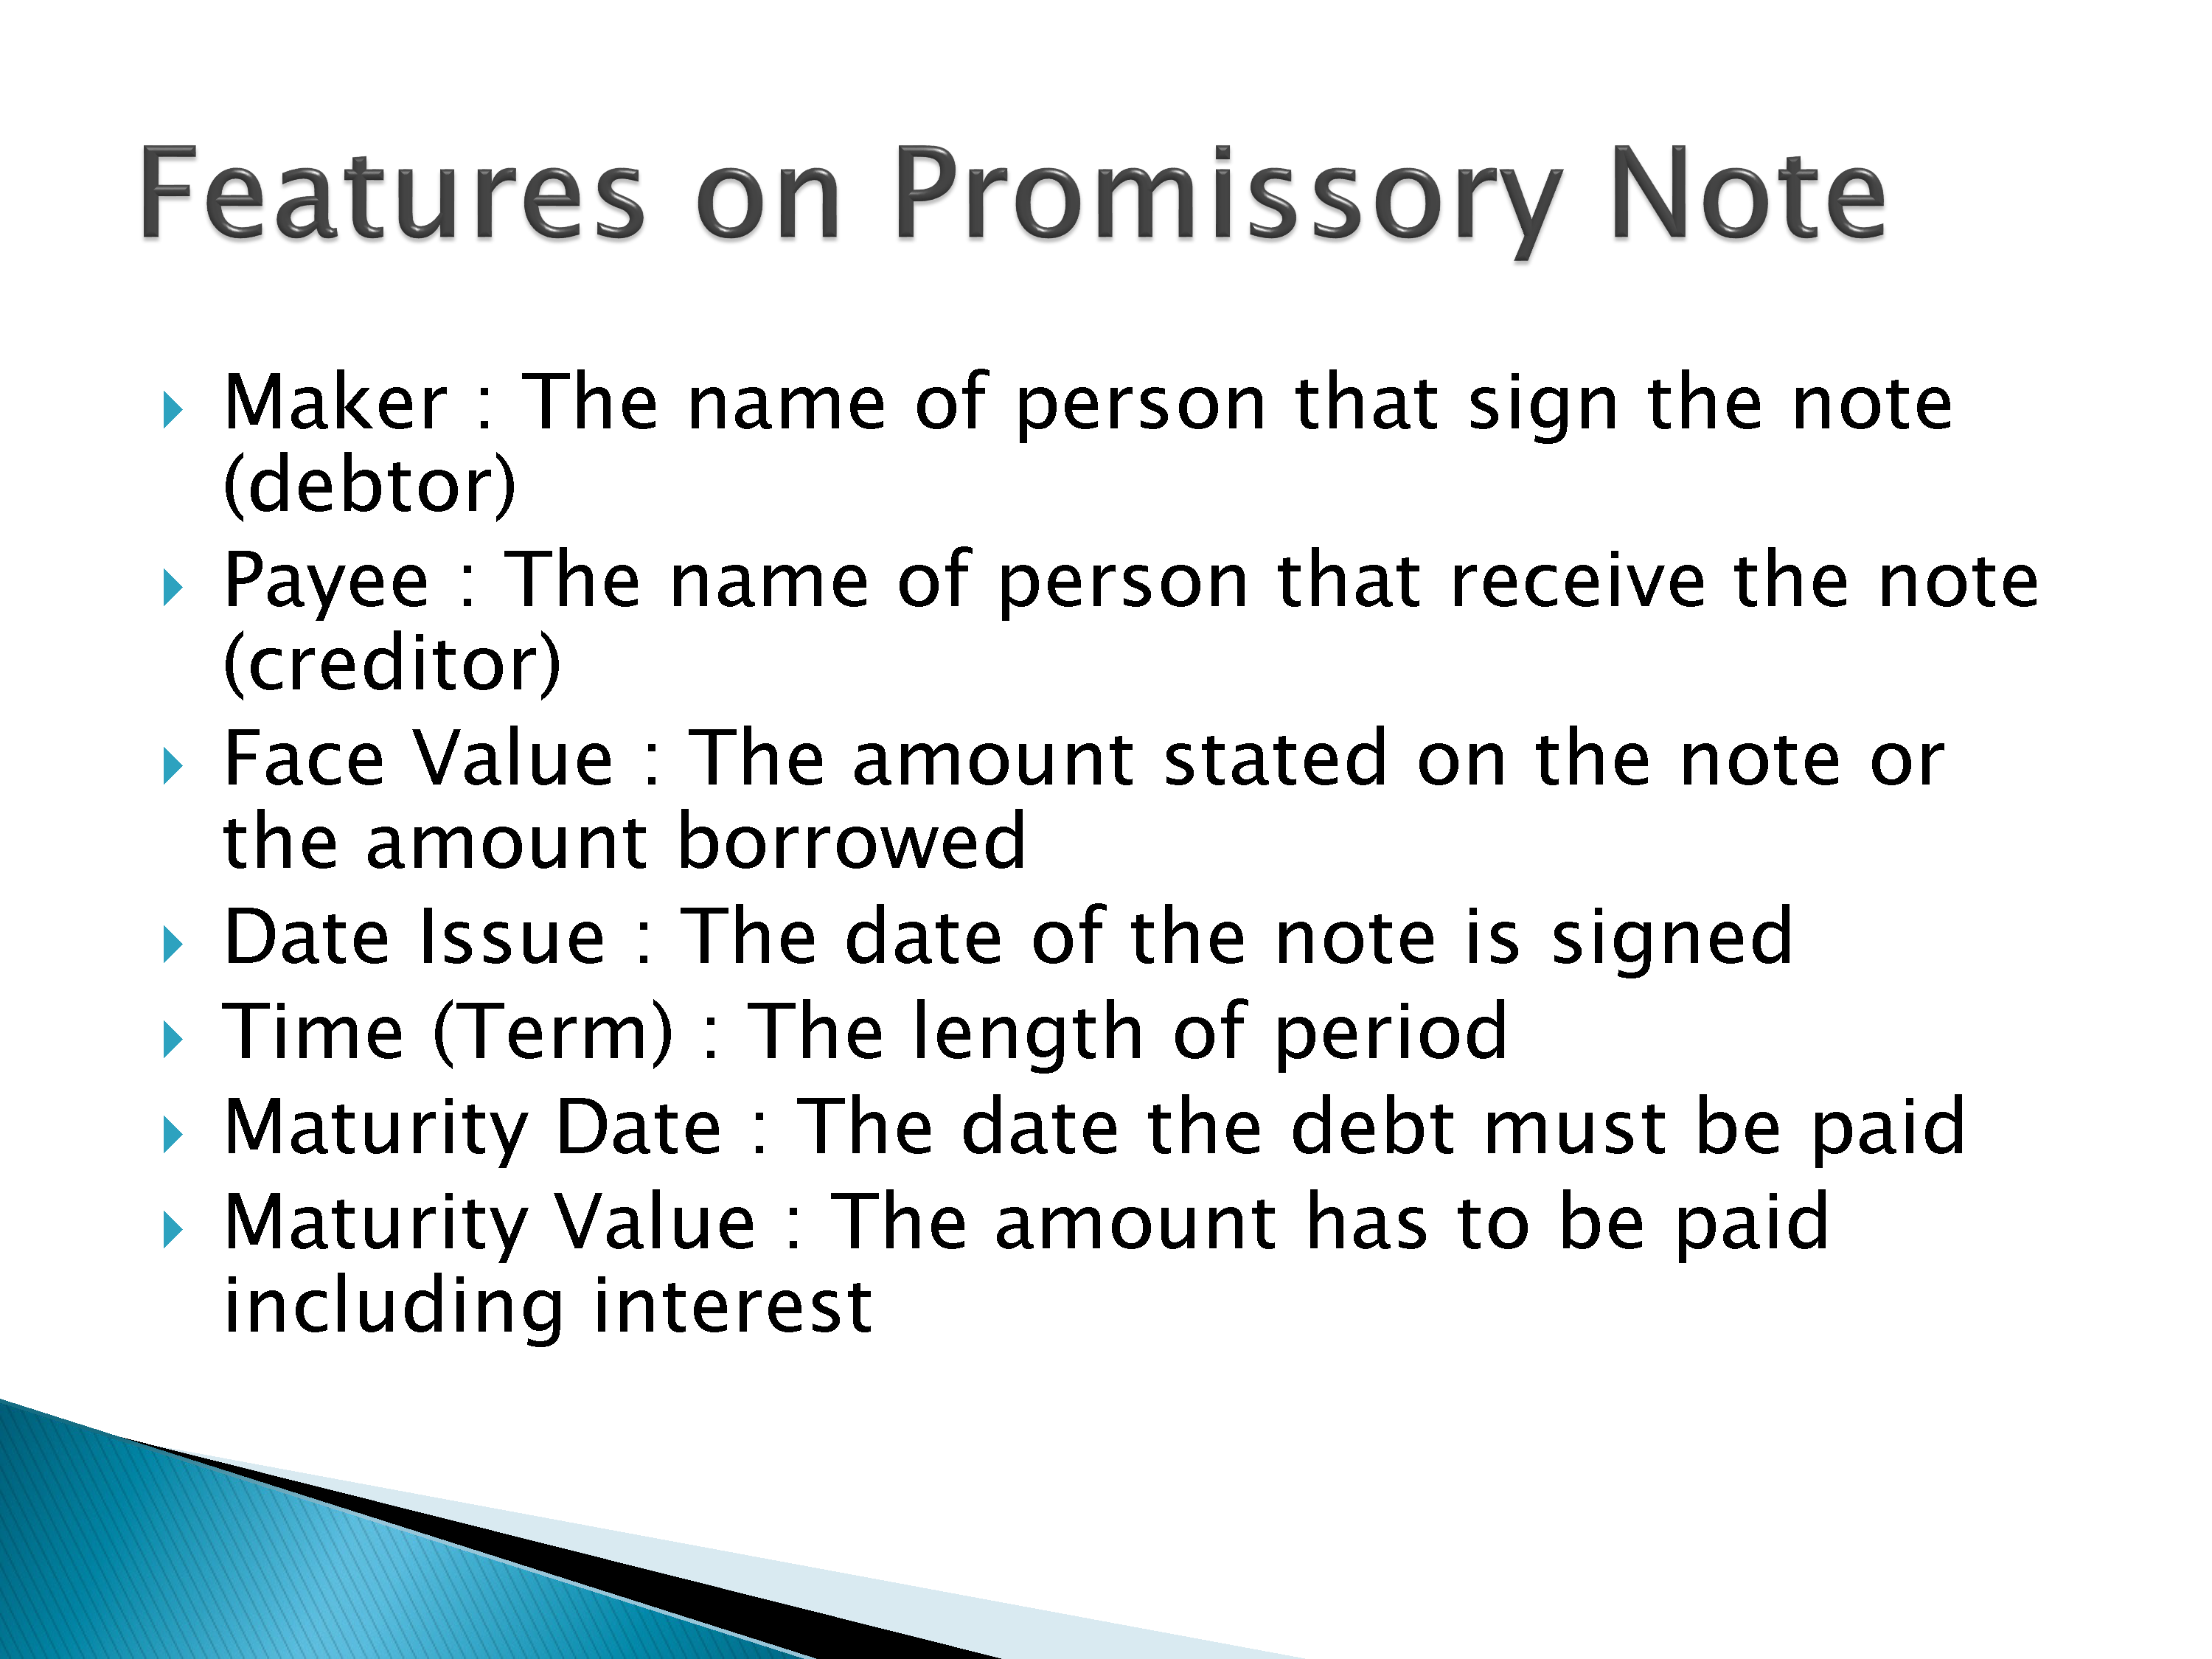 Features on Promissory Note
Maker : The name of person that sign the note
(debtor)
Payee : The name of person that receive the note
(creditor)
Face Value : The amount stated on the note or
the amount borrowed
Date Issue : The date of the note is signed
Time (Term) : The length of period
Maturity Date : The date the debt must be paid
Maturity Value : The amount has to be paid
including interest